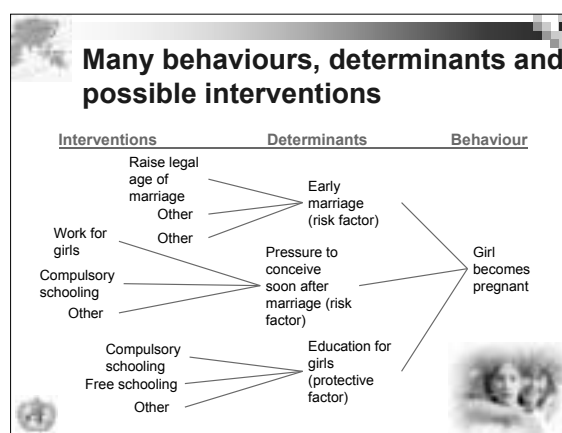 Many behaviours, determinants and
possible interventions
Interventions
Determinants
Behaviour
Raise legal
age of
marriage
Other
Other
Early
marriage
(risk factor)
Work for
girls
Compulsory
schooling
Other
Pressure to
conceive
soon after
marriage (risk
factor)
Girl
becomes
pregnant
Compulsory
schooling
Free schooling
Other
Education for
girls
(protective
factor)